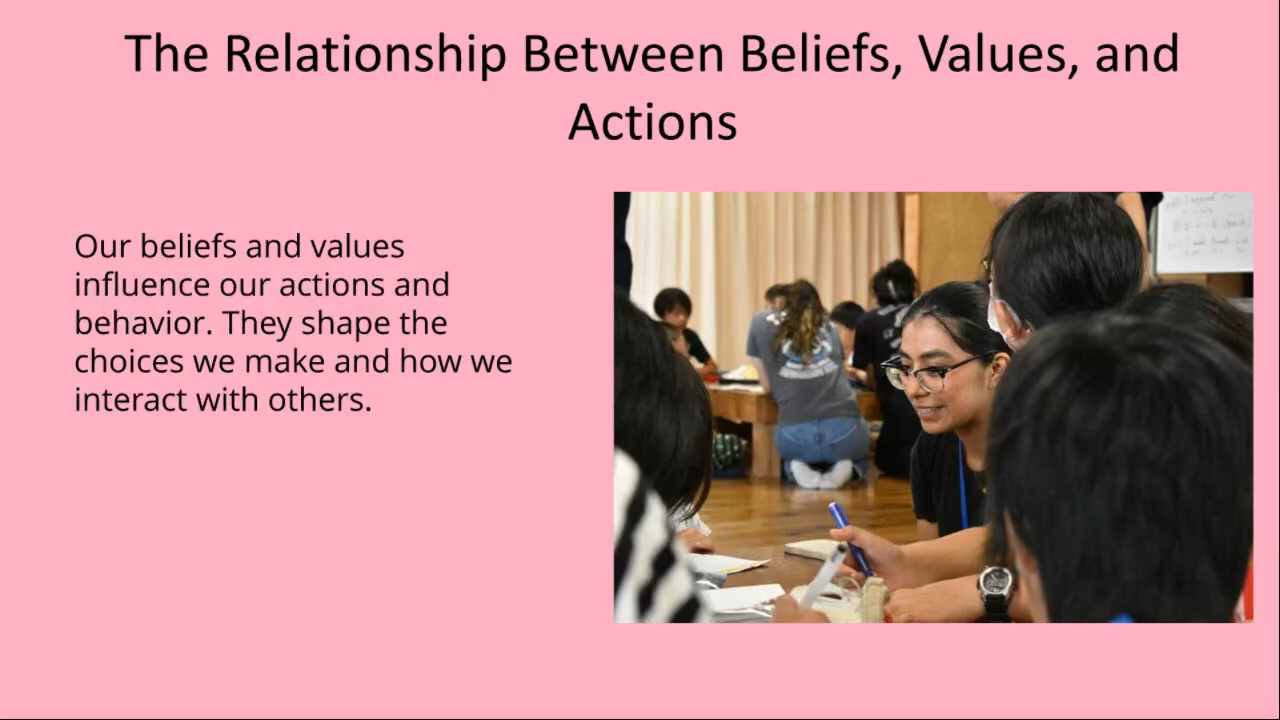 The Relationship Between Beliefs, Values, and
Actions
Our beliefs and values
influence our actions and
behavior. They shape the
choices we make and how we
interact with others.